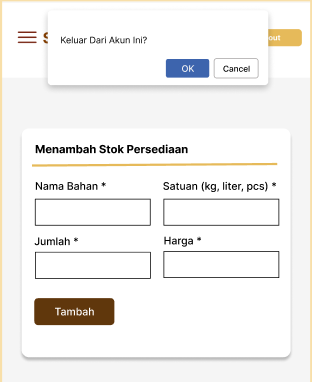 Keluar Dari Akun Ini?
OK Cancel
Menambah Stok Persediaan
Nama Bahan * Satuan (kg, liter, pcs) *
Jumlah * Harga *
Tambah